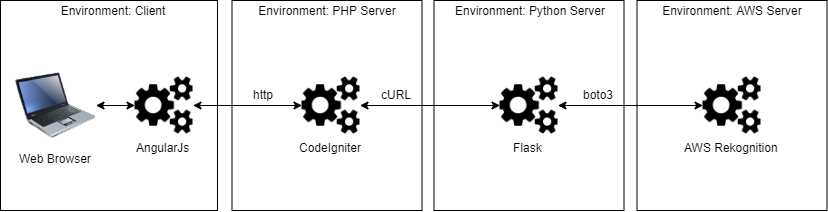 Environment: Client
Environment: PHP Server
Environment: Python Server
Environment: AWS Server
http
cURL
boto3
Web Browser
AngularJs
CodeIgniter
Flask
AWS Rekognition